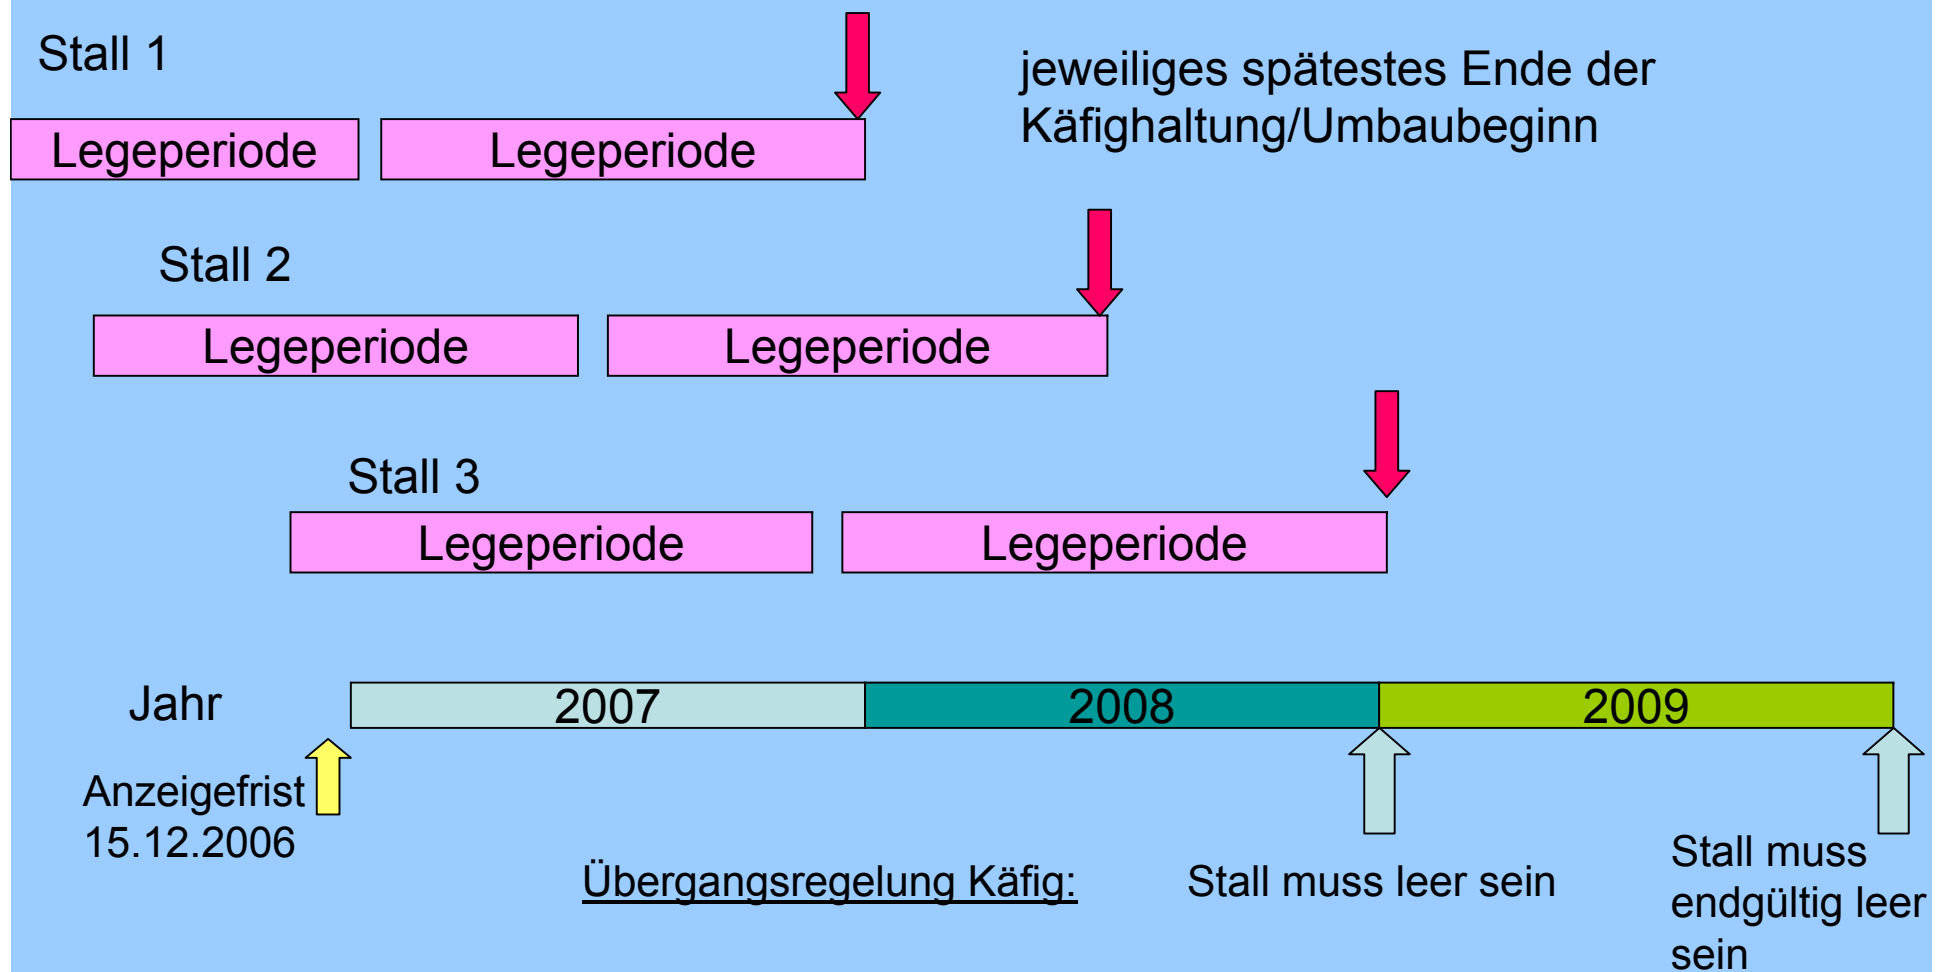 Stall 1
jeweiliges spätestes Ende der
Käfighaltung/Umbaubeginn
Legeperiode
Legeperiode
Stall 2
Legeperiode
Legeperiode
Stall 3
Legeperiode
Legeperiode
Jahr
2007
2008
2009
Anzeigefrist
15.12.2006
Übergangsregelung Käfig:
Stall muss leer sein
Stall muss
endgültig leer
sein